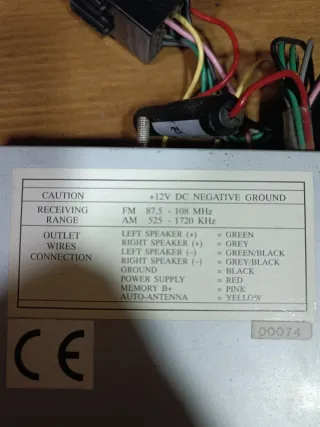 CAUTION +12V DC NEGATIVE GROUND
RECEIVING RANGE FM 87.5 - 108 MHz
AM 525 - 1720 KHz
OUTLET WIRES CONNECTION
LEFT SPEAKER (+) = GREEN
RIGHT SPEAKER (+) = GREY
LEFT SPEAKER (-) = GREEN/BLACK
RIGHT SPEAKER (-) = GREY/BLACK
GROUND = BLACK
POWER SUPPLY = RED
MEMORY B+ = PINK
AUTO-ANTENNA = YELLOW
CE
00074